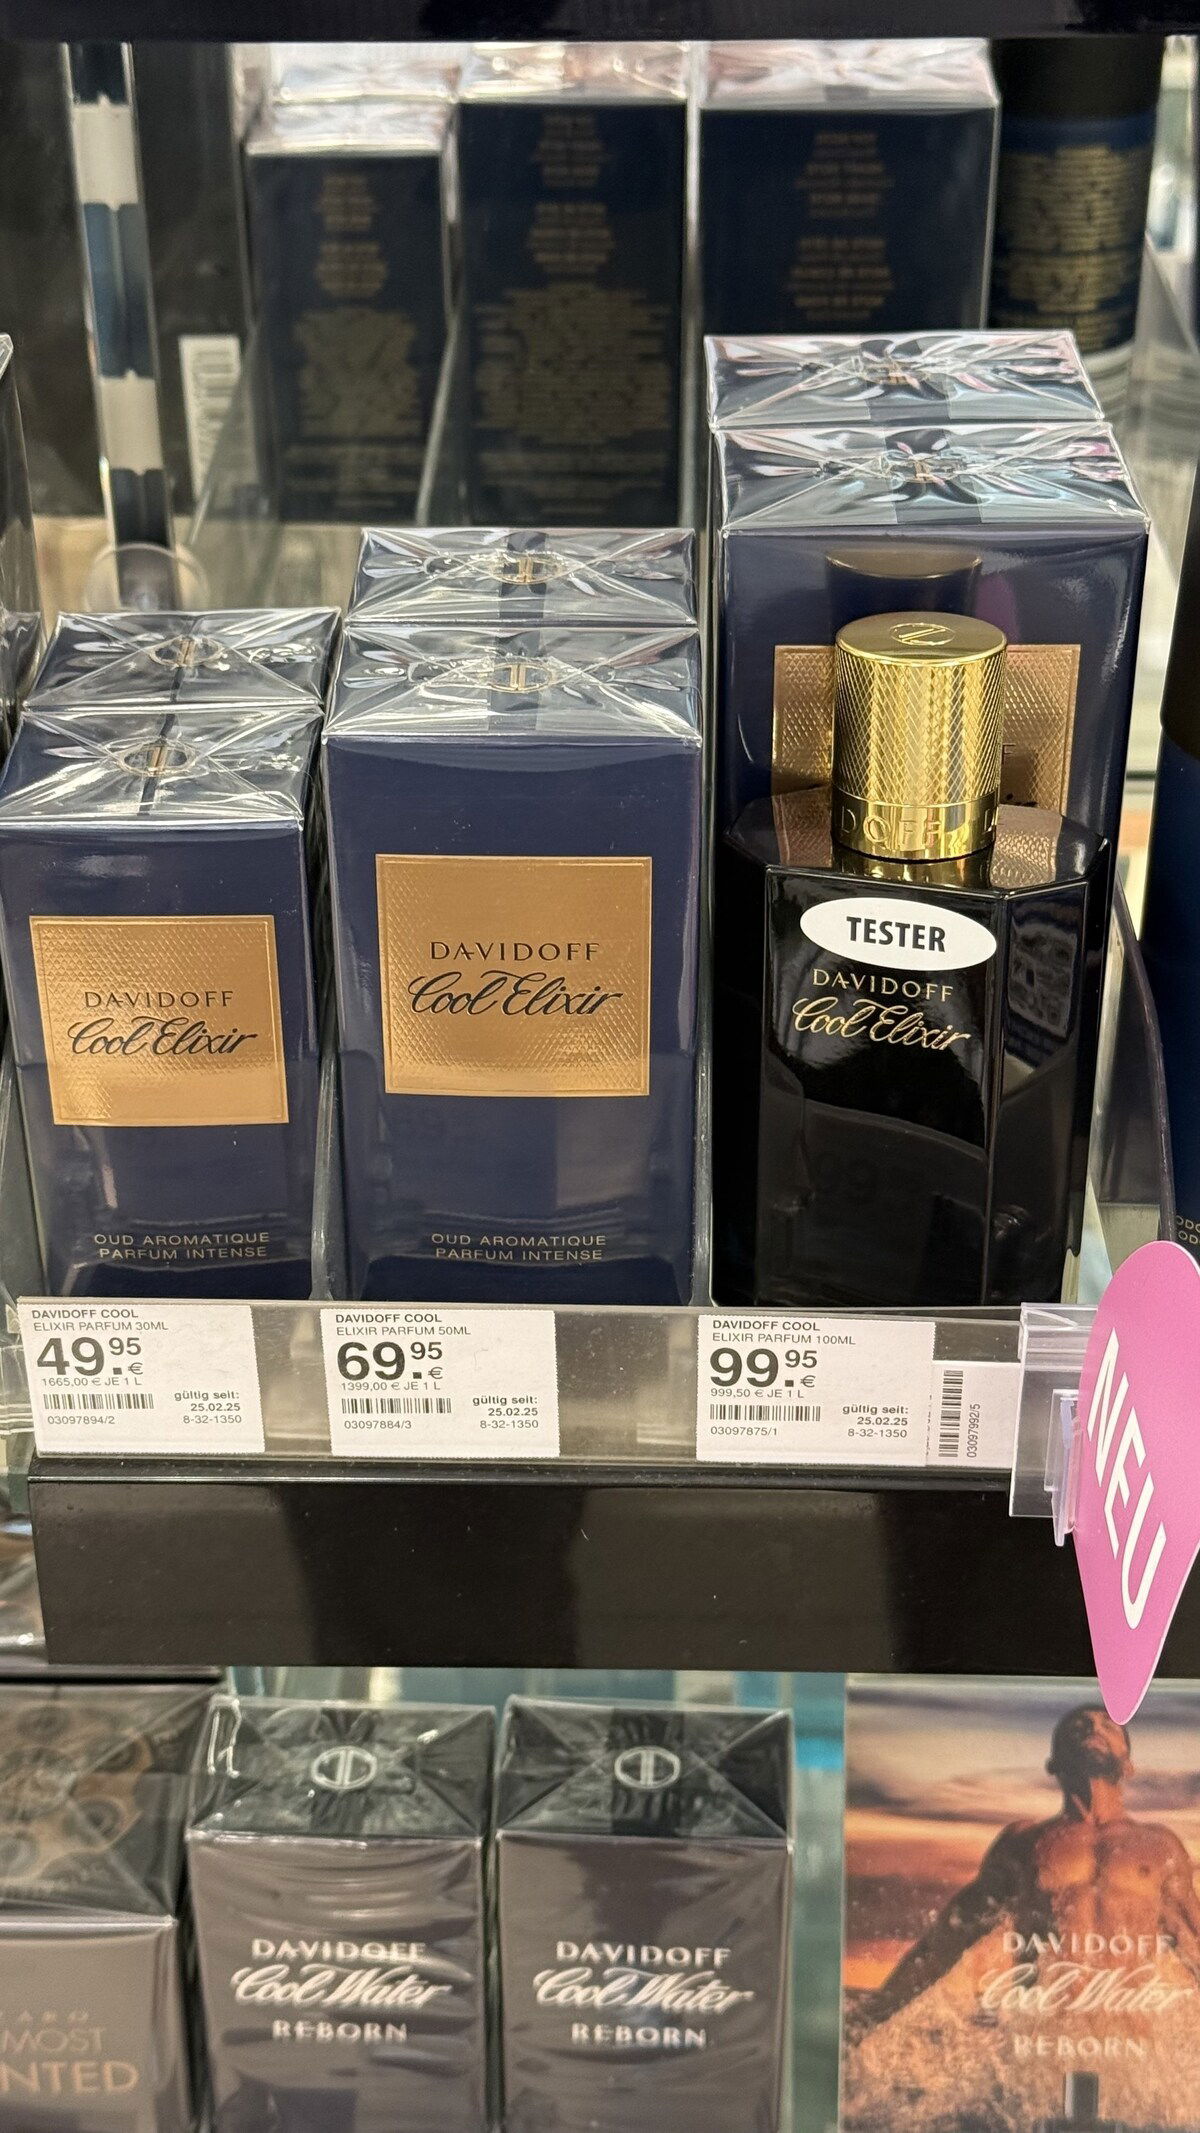 TESTER
DAVIDOFF
Cool Elixir
DAVIDOFF
Cool Elixir
DAVIDOFF
Cool Elixir
OUD AROMATIQUE
PARFUM INTENSE
OUD AROMATIQUE
PARFUM INTENSE
DAVIDOFF COOL
ELIXIR PARFUM 30ML
49.95 €
1665,00 € JE 1 L
gültig seit:
25.02.25
03097894/2
8-32-1350
DAVIDOFF COOL
ELIXIR PARFUM 50ML
69.95 €
1399,00 € JE 1 L
gültig seit:
25.02.25
03097884/3
8-32-1350
DAVIDOFF COOL
ELIXIR PARFUM 100ML
99.95 €
999,50 € JE 1 L
gültig seit:
25.02.25
03097875/1
8-32-1350
03097992/5
NEU
DAVIDOFF
Cool Water
REBORN
DAVIDOFF
Cool Water
REBORN
DAVIDOFF
Cool Water
REBORN
MOST
NTED